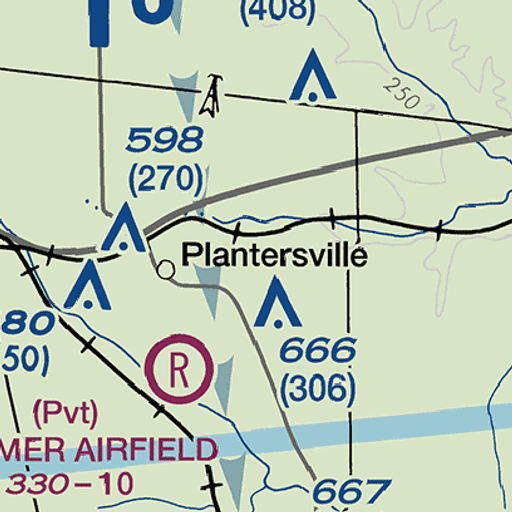 (408)
250
598
(270)
Plantersville
80
50)
666
(306)
R
(Pvt)
MER AIRFIELD
330-10
667